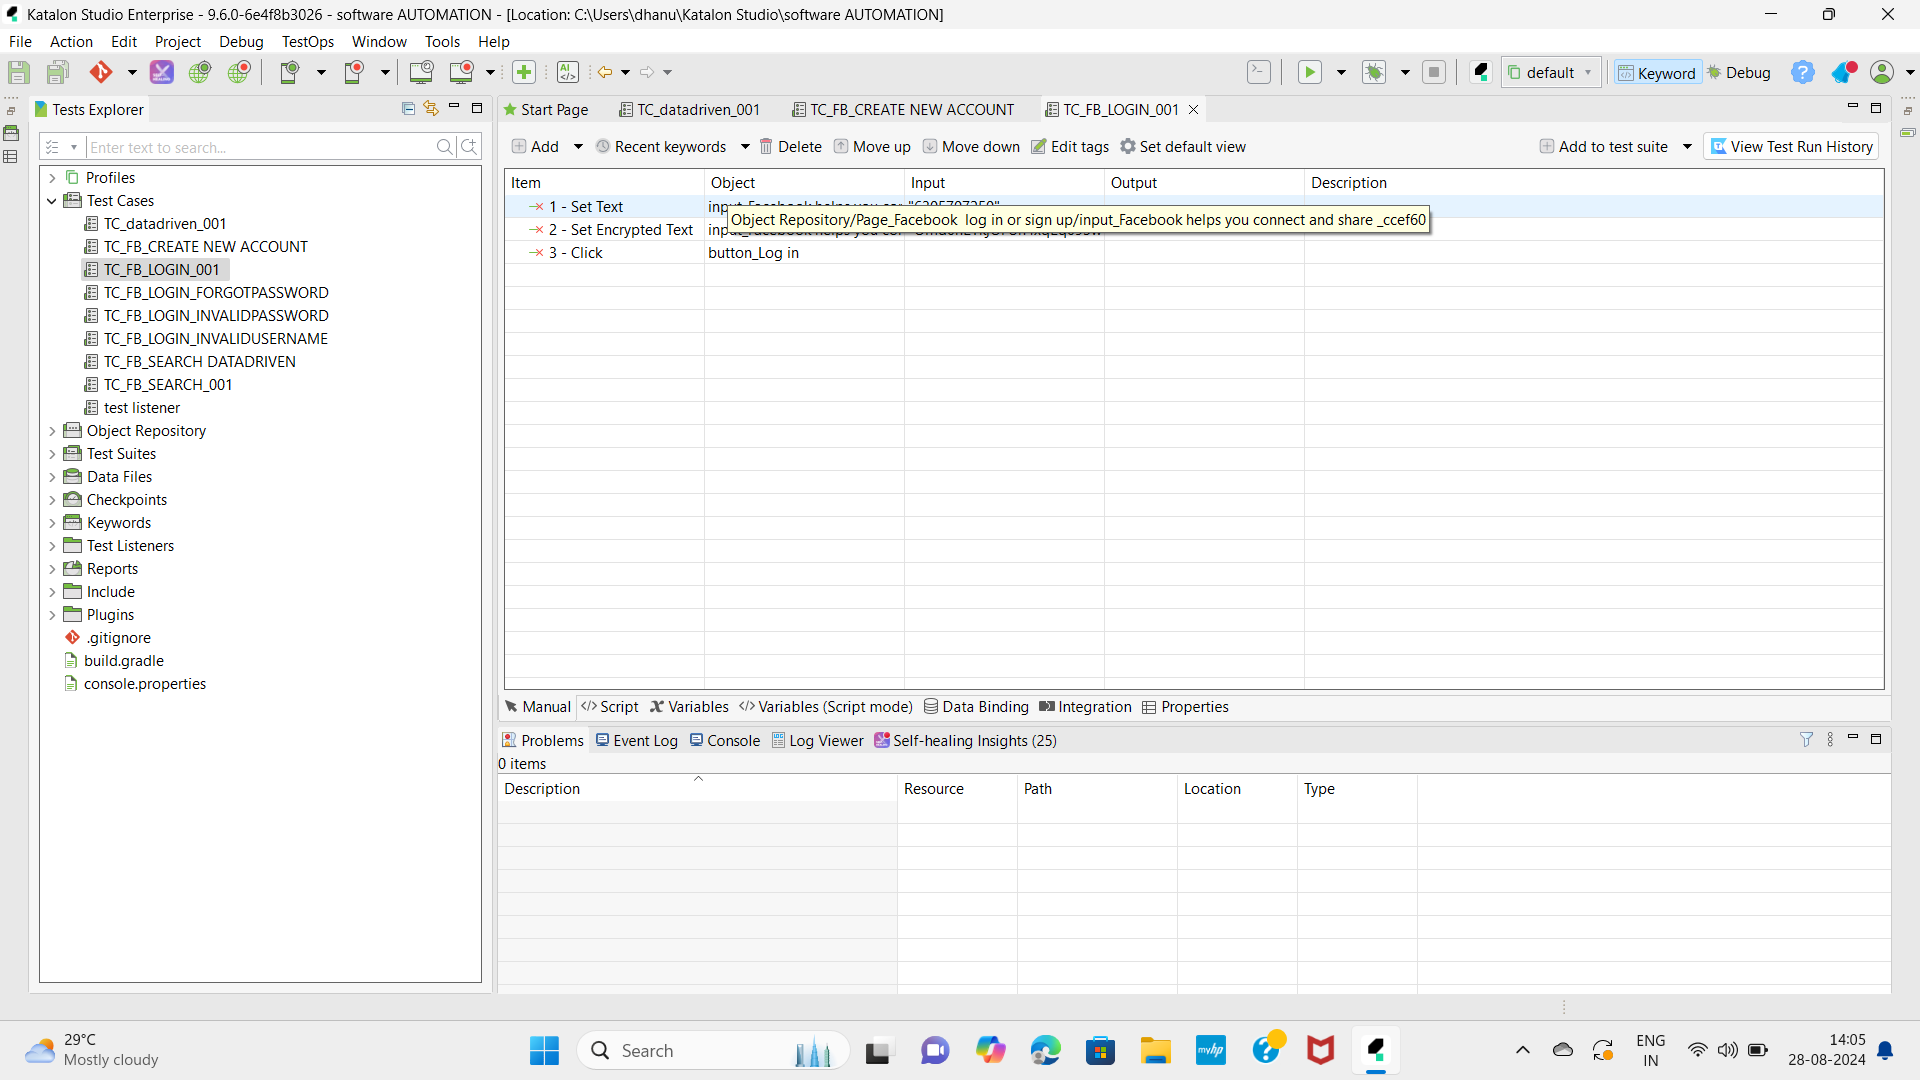 Katalon Studio Enterprise - 9.6.0-6e4f8b3026 - software AUTOMATION - [Location: C:\Users\dhanu\Katalon Studio\software AUTOMATION]
File Action Edit Project Debug TestOps Window Tools Help
default Keyword Debug
Tests Explorer
Enter text to search...
Profiles
Test Cases
TC_datadriven_001
TC_FB_CREATE NEW ACCOUNT
TC_FB_LOGIN_001
TC_FB_LOGIN_FORGOTPASSWORD
TC_FB_LOGIN_INVALIDPASSWORD
TC_FB_LOGIN_INVALIDUSERNAME
TC_FB_SEARCH DATADRIVEN
TC_FB_SEARCH_001
test listener
Object Repository
Test Suites
Data Files
Checkpoints
Keywords
Test Listeners
Reports
Include
Plugins
.gitignore
build.gradle
console.properties
Start Page TC_datadriven_001 TC_FB_CREATE NEW ACCOUNT TC_FB_LOGIN_001
Add Recent keywords Delete Move up Move down Edit tags Set default view Add to test suite View Test Run History
Item Object Input Output Description
1 - Set Text
Object Repository/Page_Facebook  log in or sign up/input_Facebook helps you connect and share _ccef60
2 - Set Encrypted Text
3 - Click button_Log in
Manual </> Script Variables </> Variables (Script mode) Data Binding Integration Properties
Problems Event Log Console Log Viewer Self-healing Insights (25)
0 items
Description Resource Path Location Type
29°C
Mostly cloudy
Search
myhp
ENG
IN
14:05
28-08-2024